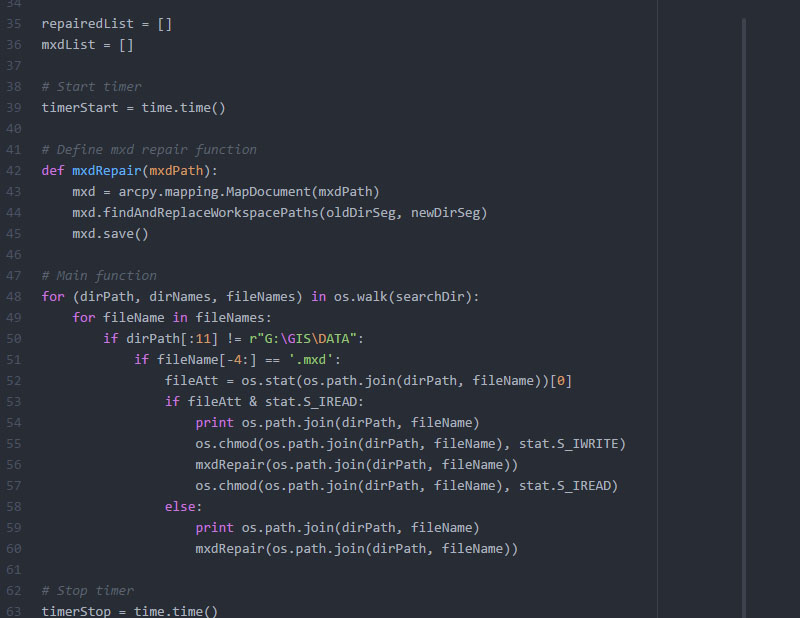 34
35 repairedList = []
36 mxdList = []
37
38 # Start timer
39 timerStart = time.time()
40
41 # Define mxd repair function
42 def mxdRepair(mxdPath):
43     mxd = arcpy.mapping.MapDocument(mxdPath)
44     mxd.findAndReplaceWorkspacePaths(oldDirSeg, newDirSeg)
45     mxd.save()
46
47 # Main function
48 for (dirPath, dirNames, fileNames) in os.walk(searchDir):
49     for fileName in fileNames:
50         if dirPath[:11] != r"G:\GIS\DATA":
51             if fileName[-4:] == '.mxd':
52                 fileAtt = os.stat(os.path.join(dirPath, fileName))[0]
53                 if fileAtt & stat.S_IREAD:
54                     print os.path.join(dirPath, fileName)
55                     os.chmod(os.path.join(dirPath, fileName), stat.S_IWRITE)
56                     mxdRepair(os.path.join(dirPath, fileName))
57                     os.chmod(os.path.join(dirPath, fileName), stat.S_IREAD)
58                 else:
59                     print os.path.join(dirPath, fileName)
60                     mxdRepair(os.path.join(dirPath, fileName))
61
62 # Stop timer
63 timerStop = time.time()